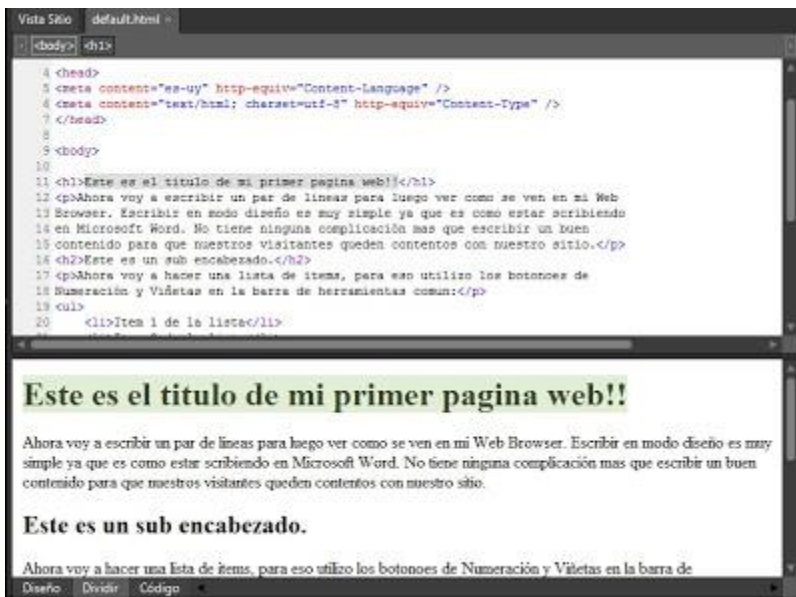 Vista Sitio default.html ×
<body> <h1>
4 <head>
5 <meta content="es-uy" http-equiv="Content-Language" />
6 <meta content="text/html; charset=utf-8" http-equiv="Content-Type" />
7 </head>
8
9 <body>
10
11 <h1>Este es el titulo de mi primer pagina web!!</h1>
12 <p>Ahora voy a escribir un par de lineas para luego ver como se ven en mi Web
13 Browser. Escribir en modo diseño es muy simple ya que es como estar scribiendo
14 en Microsoft Word. No tiene ninguna complicación mas que escribir un buen
15 contenido para que nuestros visitantes queden contentos con nuestro sitio.</p>
16 <h2>Este es un sub encabezado.</h2>
17 <p>Ahora voy a hacer una lista de items, para eso utilizo los botonoes de
18 Numeración y Viñetas en la barra de herramientas comun:</p>
19 <ul>
20 <li>Item 1 de la lista</li>
Este es el titulo de mi primer pagina web!!
Ahora voy a escribir un par de lineas para luego ver como se ven en mi Web Browser. Escribir en modo diseño es muy
simple ya que es como estar scribiendo en Microsoft Word. No tiene ninguna complicación mas que escribir un buen
contenido para que nuestros visitantes queden contentos con nuestro sitio.
Este es un sub encabezado.
Ahora voy a hacer una lista de items, para eso utilizo los botonoes de Numeración y Viñetas en la barra de
Diseño Dividir Código